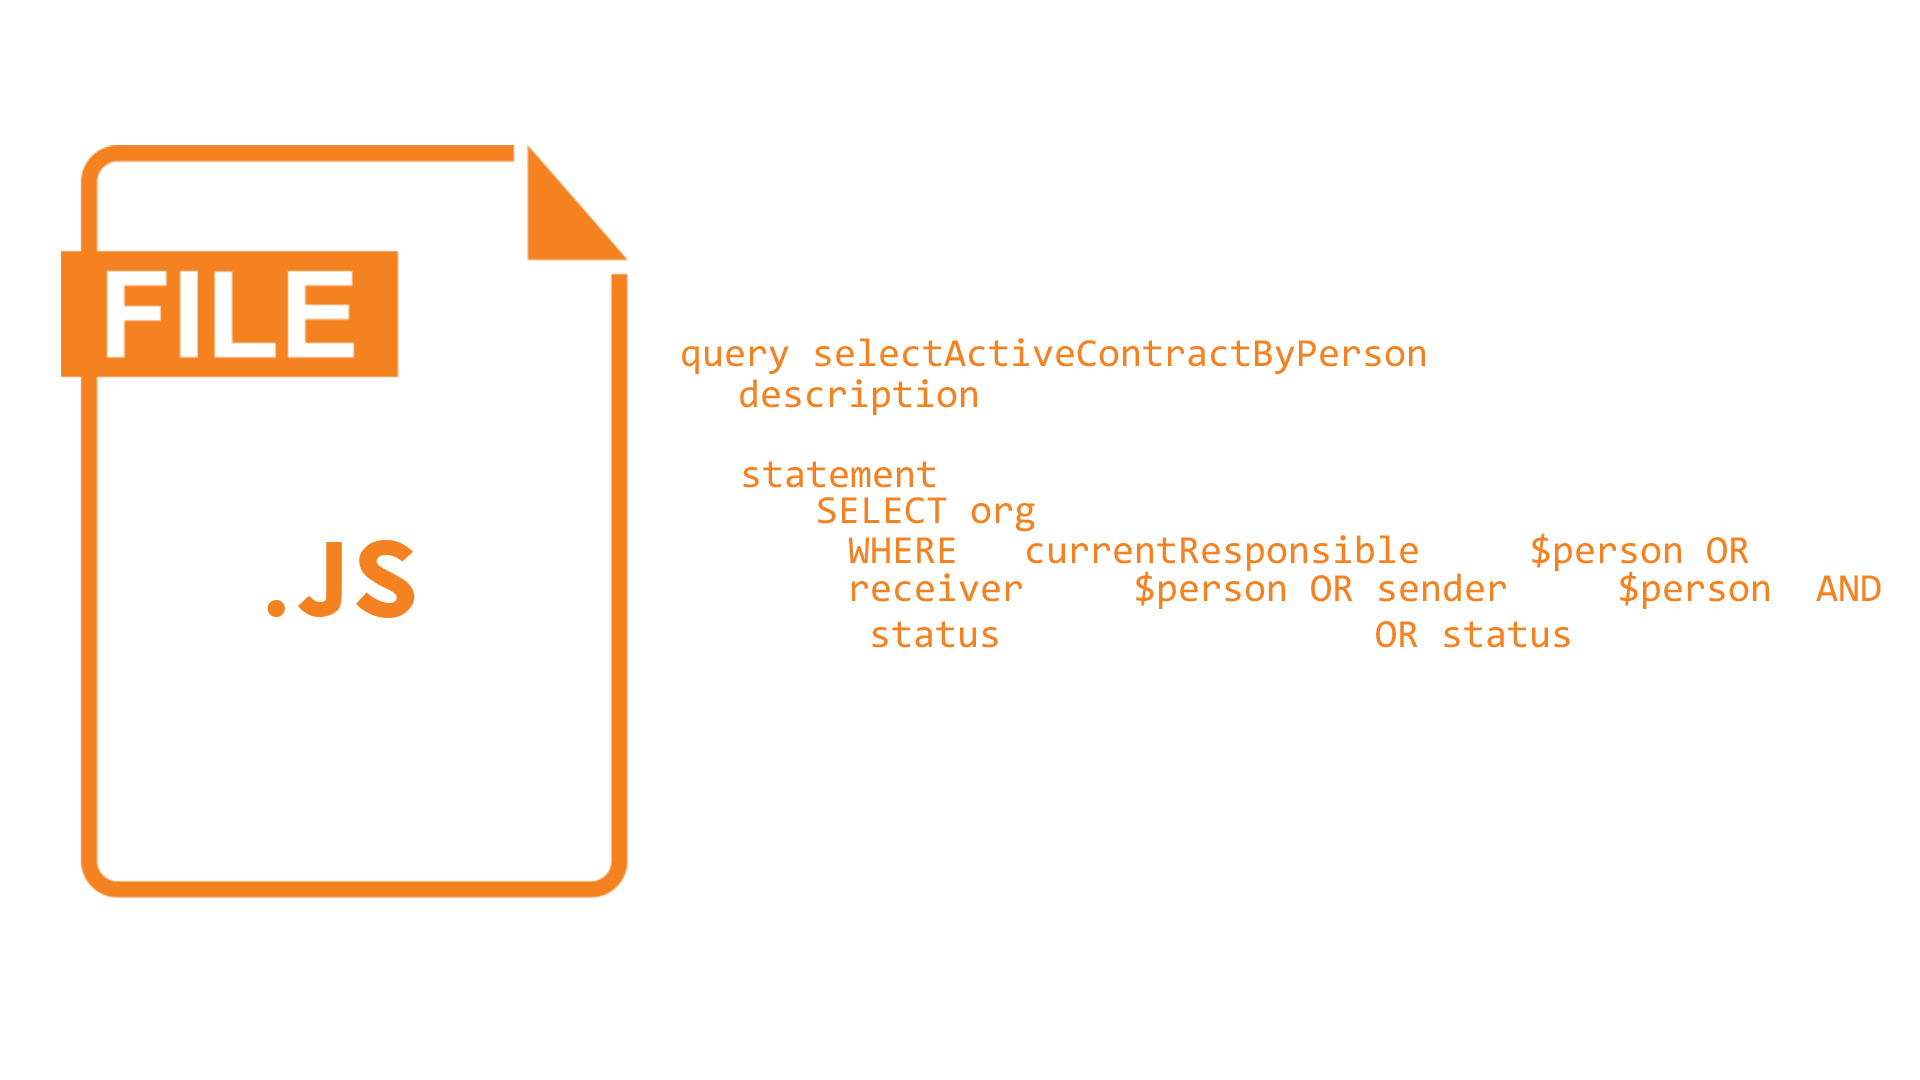 FILE
.JS
query selectActiveContractByPerson
description
statement
SELECT org
WHERE currentResponsible $person OR
receiver $person OR sender $person AND
status OR status